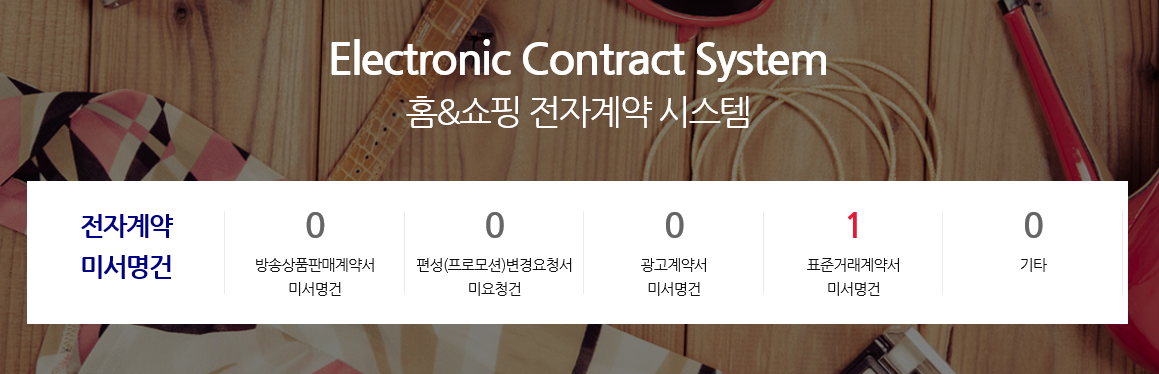 Electronic Contract System
홈&쇼핑 전자계약 시스템
전자계약
미서명건
0
방송상품판매계약서
미서명건
0
편성(프로모션)변경요청서
미요청건
0
광고계약서
미서명건
1
표준거래계약서
미서명건
0
기타